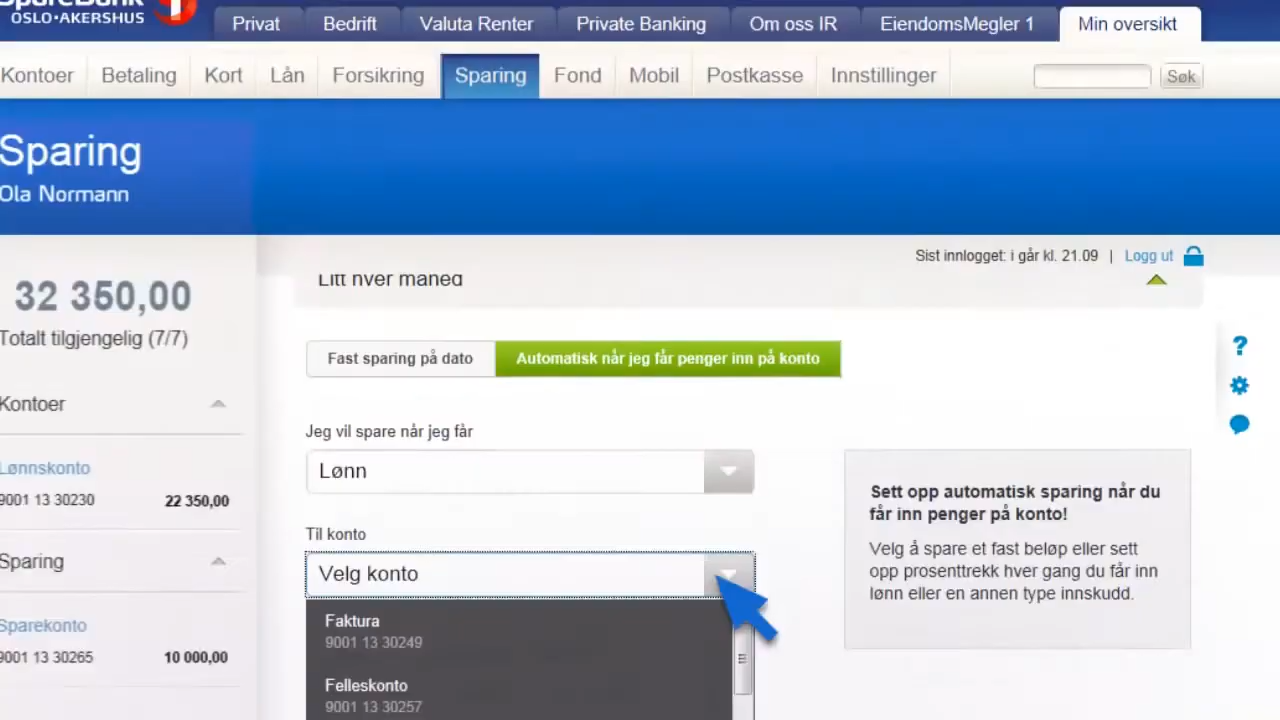 SpareBank 1
OSLO·AKERSHUS
Privat
Bedrift
Valuta Renter
Private Banking
Om oss IR
EiendomsMegler 1
Min oversikt
Kontoer
Betaling
Kort
Lån
Forsikring
Sparing
Fond
Mobil
Postkasse
Innstillinger
Søk
Sparing
Ola Normann
Sist innlogget: i går kl. 21.09 | Logg ut
32 350,00
Totalt tilgjengelig (7/7)
Kontoer
Lønnskonto
9001 13 30230 22 350,00
Sparing
Sparekonto
9001 13 30265 10 000,00
Litt hver måned
Fast sparing på dato
Automatisk når jeg får penger inn på konto
Jeg vil spare når jeg får
Lønn
Til konto
Velg konto
Faktura
9001 13 30249
Felleskonto
9001 13 30257
Sett opp automatisk sparing når du
får inn penger på konto!
Velg å spare et fast beløp eller sett
opp prosenttrekk hver gang du får inn
lønn eller en annen type innskudd.
?